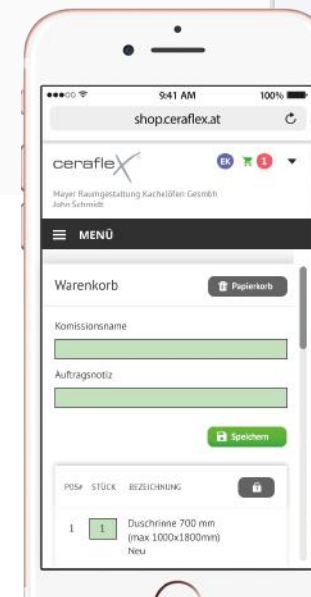 9:41 AM
100%
shop.ceraflex.at
cerafleX
EK
1
Mayer Raumgestaltung Kachelöfen Gesmbh
John Schmidt
MENÜ
Warenkorb
Papierkorb
Komissionsname
Auftragsnotiz
Speichern
POS# STÜCK BEZEICHNUNG
1 1 Duschrinne 700 mm
(max 1000x1800mm)
Neu